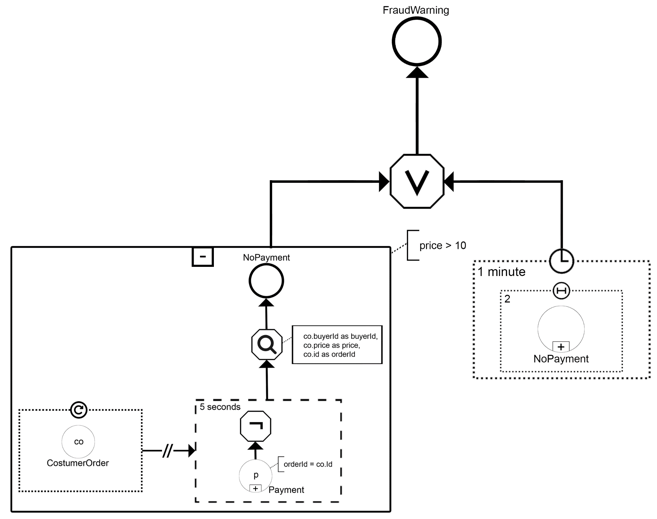 FraudWarning
V
price > 10
-
NoPayment
1 minute
2
+
NoPayment
co.buyerId as buyerId,
co.price as price,
co.id as orderId
5 seconds
¬
co
CostumerOrder
//
orderId = co.Id
p
+
Payment